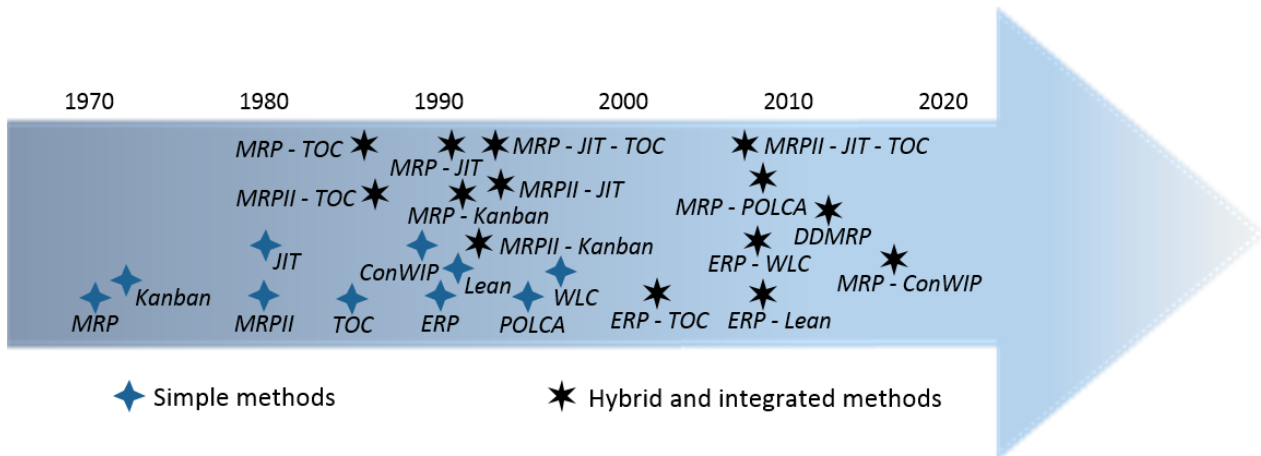 1970 1980 1990 2000 2010 2020
MRP - TOC MRP - JIT - TOC MRPII - JIT - TOC
MRP - JIT
MRPII - TOC MRPII - JIT
MRP - Kanban MRP - POLCA
DDMRP
JIT ConWIP MRPII - Kanban ERP - WLC
Kanban Lean WLC MRP - ConWIP
MRP MRPII TOC ERP POLCA ERP - TOC ERP - Lean
Simple methods Hybrid and integrated methods